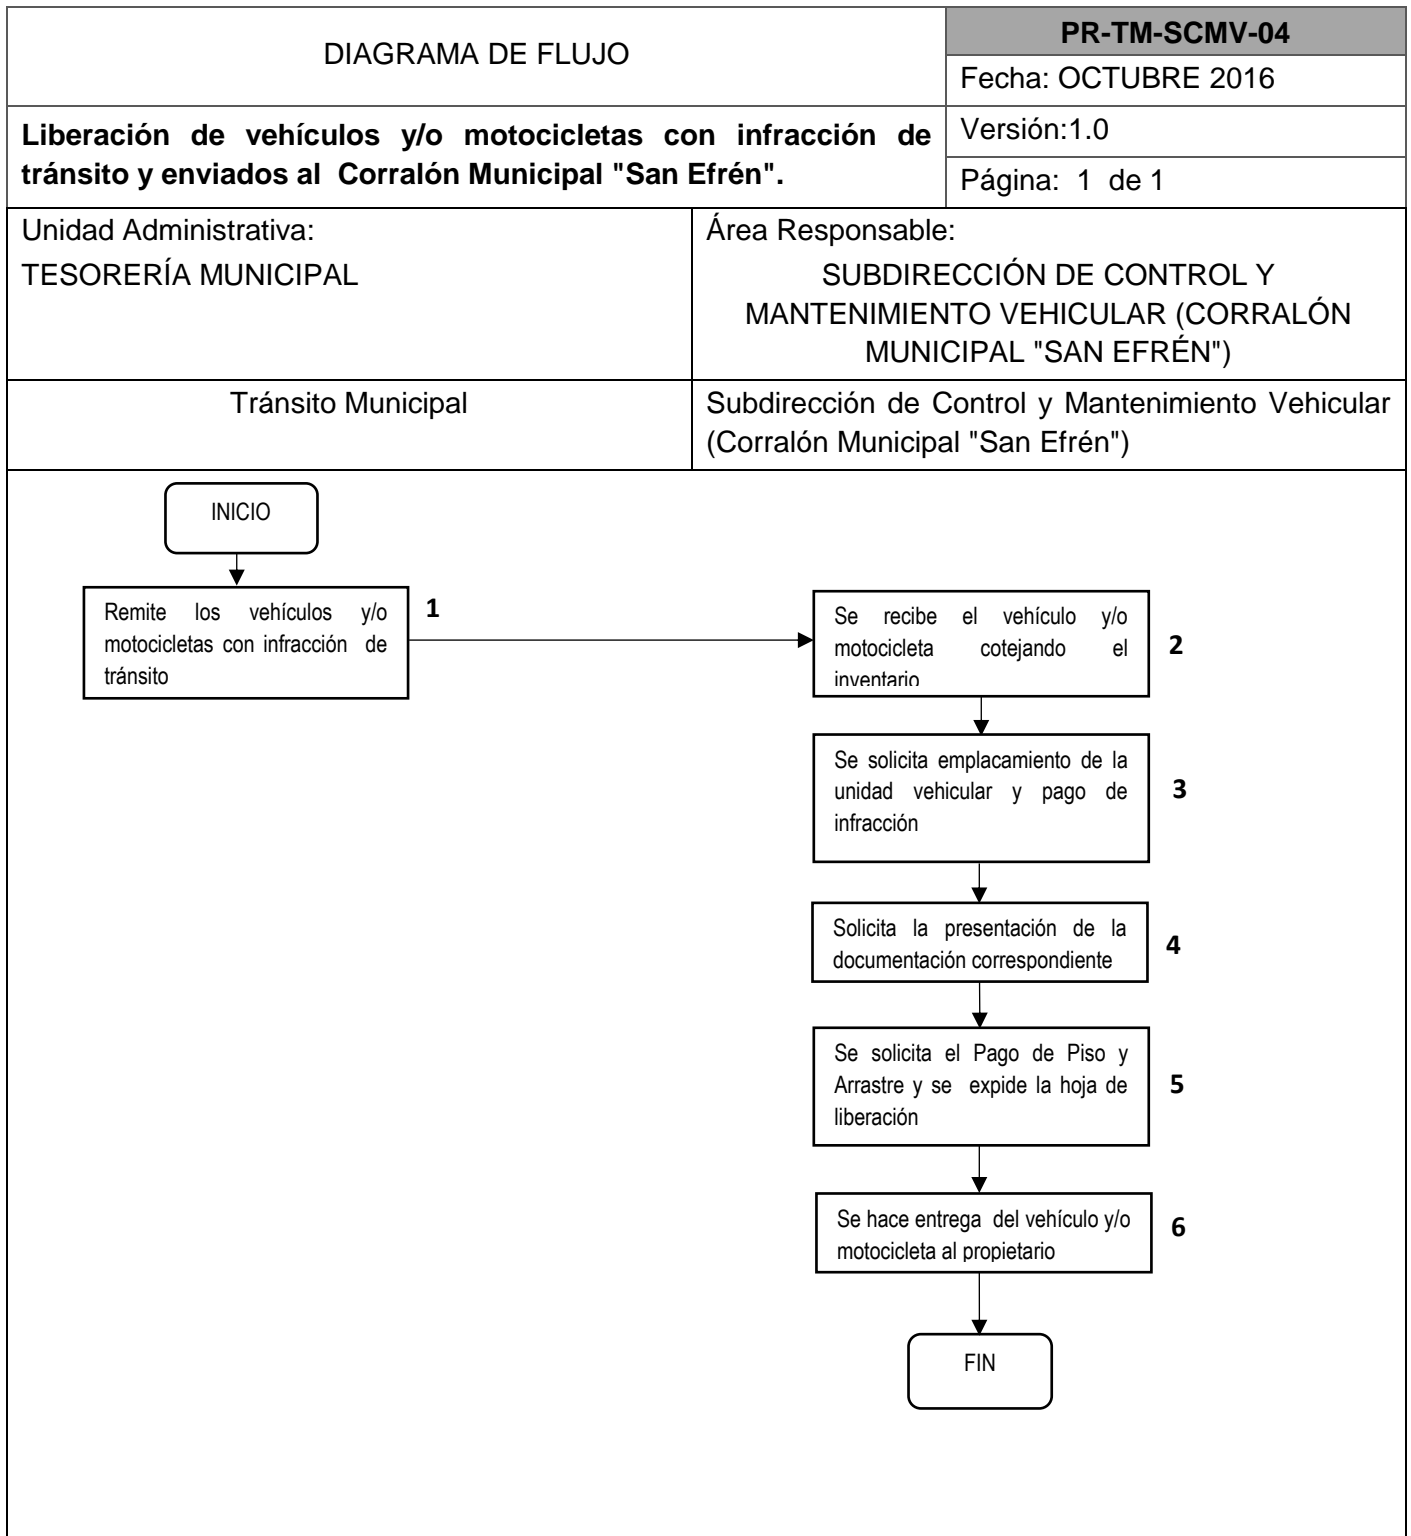 DIAGRAMA DE FLUJO
PR-TM-SCMV-04
Fecha: OCTUBRE 2016
Liberación de vehículos y/o motocicletas con infracción de
tránsito y enviados al Corralón Municipal "San Efrén".
Versión:1.0
Página: 1 de 1
Unidad Administrativa:
TESORERÍA MUNICIPAL
Área Responsable:
SUBDIRECCIÓN DE CONTROL Y
MANTENIMIENTO VEHICULAR (CORRALÓN
MUNICIPAL "SAN EFRÉN")
Tránsito Municipal
Subdirección de Control y Mantenimiento Vehicular
(Corralón Municipal "San Efrén")
INICIO
Remite los vehículos y/o
motocicletas con infracción de
tránsito
1
Se recibe el vehículo y/o
motocicleta cotejando el
inventario
2
Se solicita emplacamiento de la
unidad vehicular y pago de
infracción
3
Solicita la presentación de la
documentación correspondiente
4
Se solicita el Pago de Piso y
Arrastre y se expide la hoja de
liberación
5
Se hace entrega del vehículo y/o
motocicleta al propietario
6
FIN